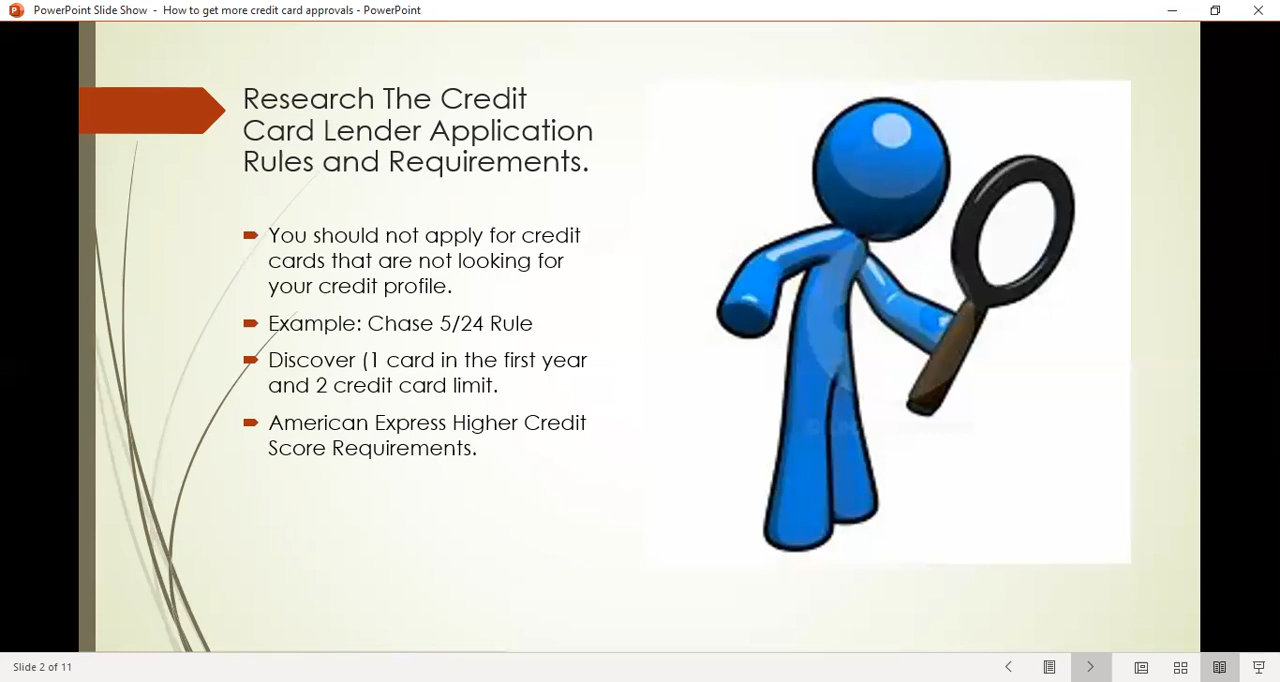 PowerPoint Slide Show - How to get more credit card approvals - PowerPoint
Research The Credit
Card Lender Application
Rules and Requirements.
You should not apply for credit
cards that are not looking for
your credit profile.
Example: Chase 5/24 Rule
Discover (1 card in the first year
and 2 credit card limit.
American Express Higher Credit
Score Requirements.
Slide 2 of 11